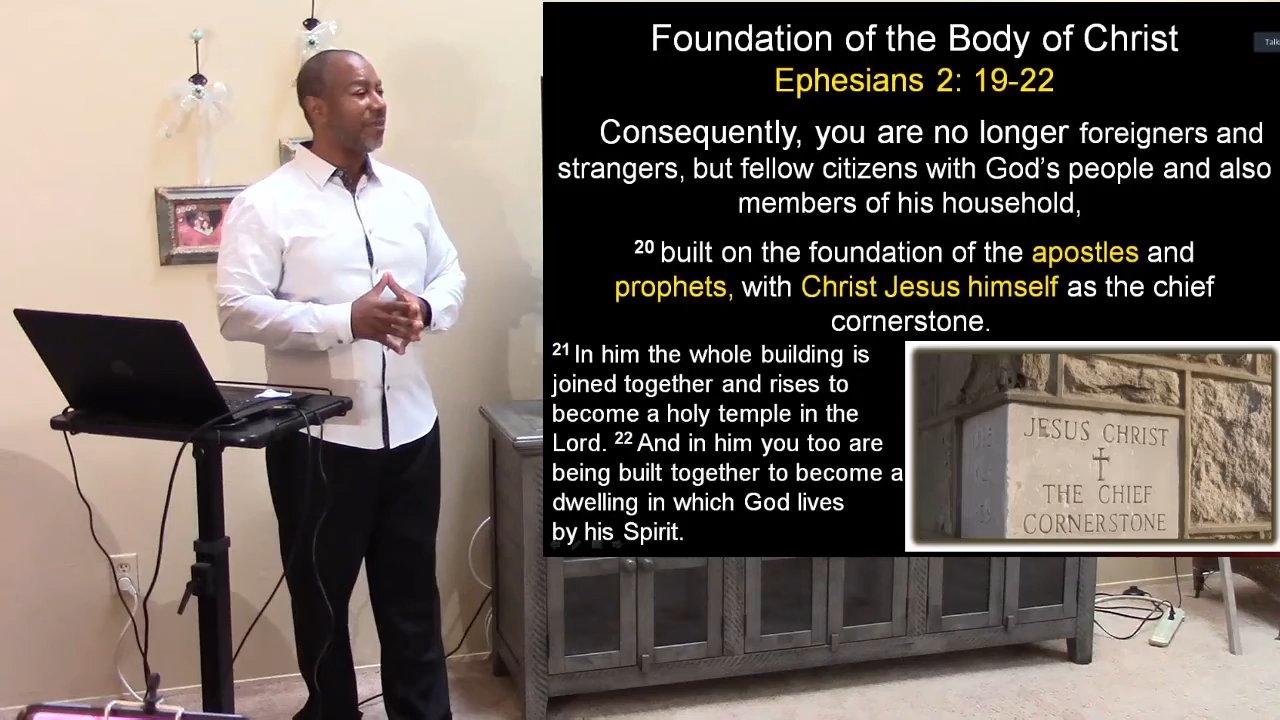 Foundation of the Body of Christ
Talk
Ephesians 2: 19-22
Consequently, you are no longer foreigners and
strangers, but fellow citizens with God’s people and also
members of his household,
20 built on the foundation of the apostles and
prophets, with Christ Jesus himself as the chief
cornerstone.
21 In him the whole building is
joined together and rises to
become a holy temple in the
Lord. 22 And in him you too are
being built together to become a
dwelling in which God lives
by his Spirit.
JESUS CHRIST
THE CHIEF
CORNERSTONE